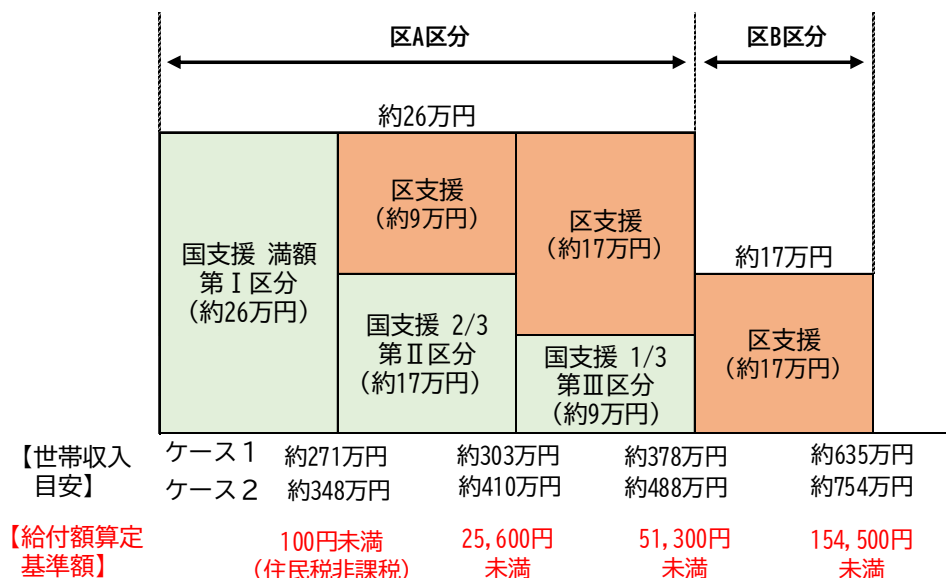 区A区分
区B区分
約26万円
国支援 満額
第Ⅰ区分
(約26万円)
区支援
(約9万円)
国支援 2/3
第Ⅱ区分
(約17万円)
区支援
(約17万円)
国支援 1/3
第Ⅲ区分
(約9万円)
約17万円
区支援
(約17万円)
【世帯収入
目安】
ケース1 約271万円 約303万円 約378万円 約635万円
ケース2 約348万円 約410万円 約488万円 約754万円
【給付額算定
基準額】
100円未満
(住民税非課税)
25,600円
未満
51,300円
未満
154,500円
未満